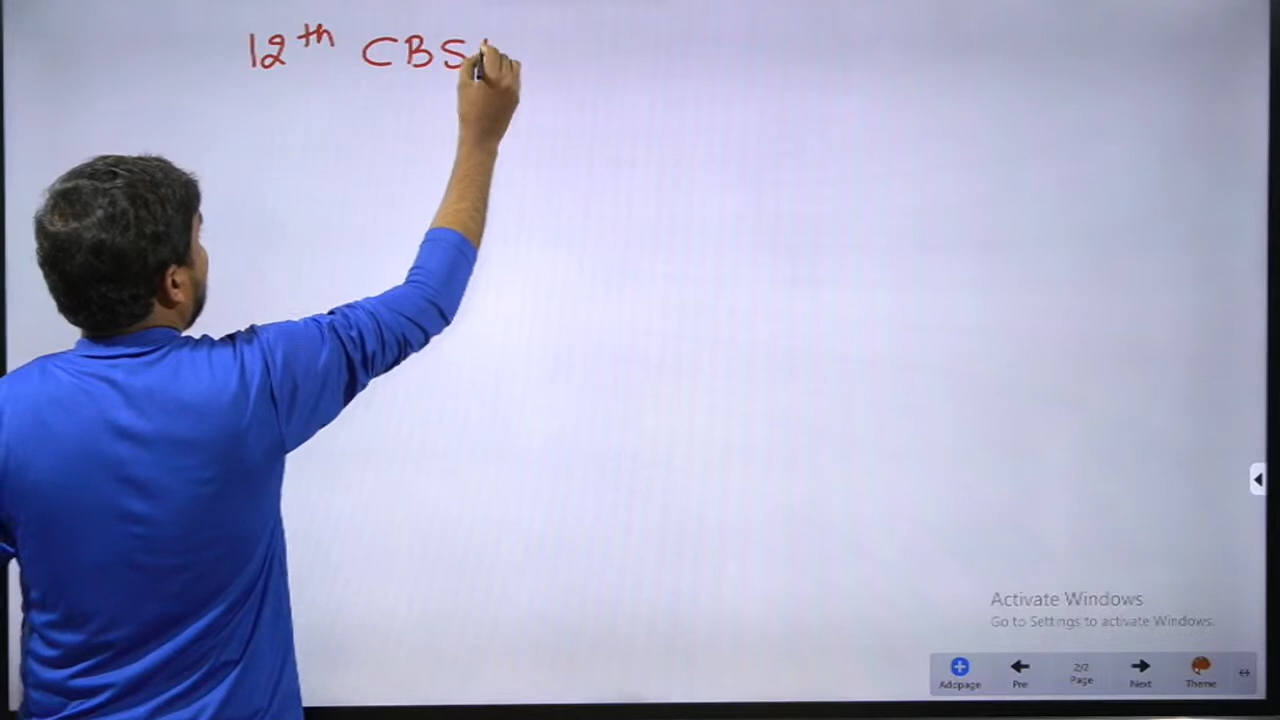 12th CBS
Activate Windows
Go to Settings to activate Windows.
Addpage
Pre
2/2
Page
Next
Theme